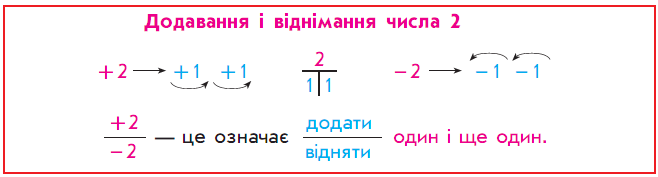 Додавання і віднімання числа 2
+2 → +1 +1 2 −2 → −1 −1
1 1
+2 додати
— це означає один і ще один.
−2 відняти